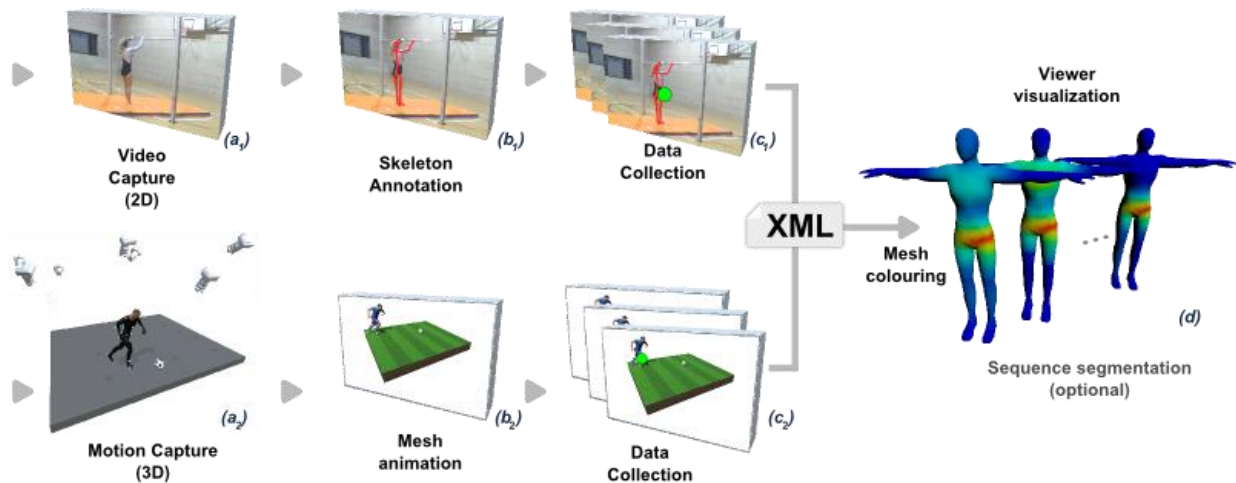 (a1)
Video
Capture
(2D)
(b1)
Skeleton
Annotation
(c1)
Data
Collection
Viewer
visualization
XML
Mesh
colouring
(d)
Sequence segmentation
(optional)
(a2)
Motion Capture
(3D)
(b2)
Mesh
animation
(c2)
Data
Collection